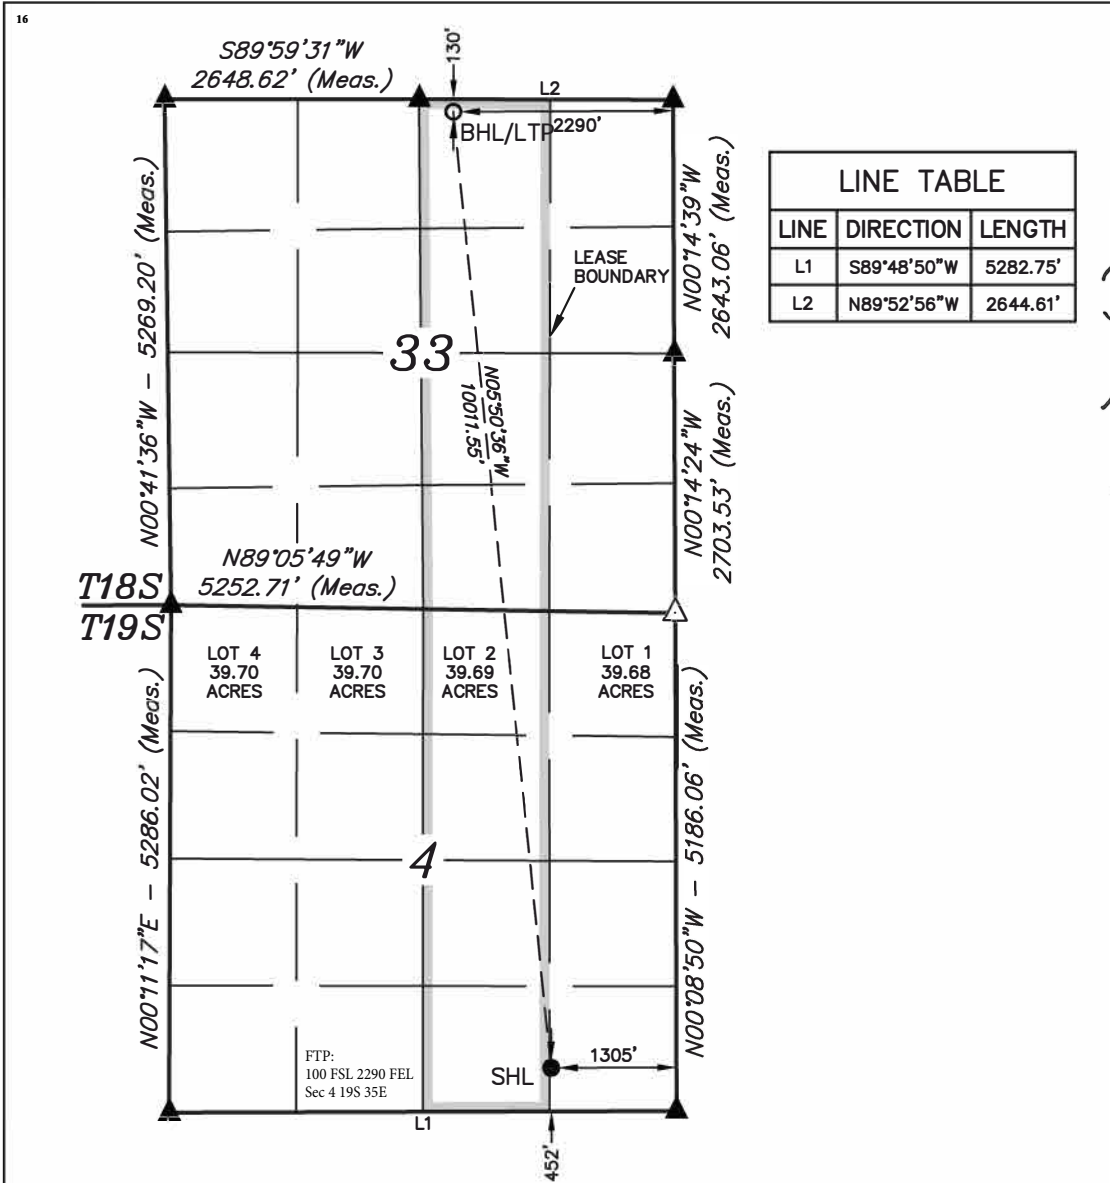 16
S89°59'31"W
2648.62' (Meas.)
130'
L2
BHL/LTP
2290'
N00°41'36"W – 5269.20' (Meas.)
N00°14'39"W
2643.06' (Meas.)
LINE TABLE
LINE DIRECTION LENGTH
L1 S89°48'50"W 5282.75'
L2 N89°52'56"W 2644.61'
LEASE
BOUNDARY
33
N05°50'36"W
10011.55'
N00°14'24"W
2703.53' (Meas.)
N89°05'49"W
5252.71' (Meas.)
T18S
T19S
LOT 4
39.70
ACRES
LOT 3
39.70
ACRES
LOT 2
39.69
ACRES
LOT 1
39.68
ACRES
N00°11'17"E – 5286.02' (Meas.)
N00°08'50"W – 5186.06' (Meas.)
4
FTP:
100 FSL 2290 FEL
Sec 4 19S 35E
SHL
1305'
L1
452'